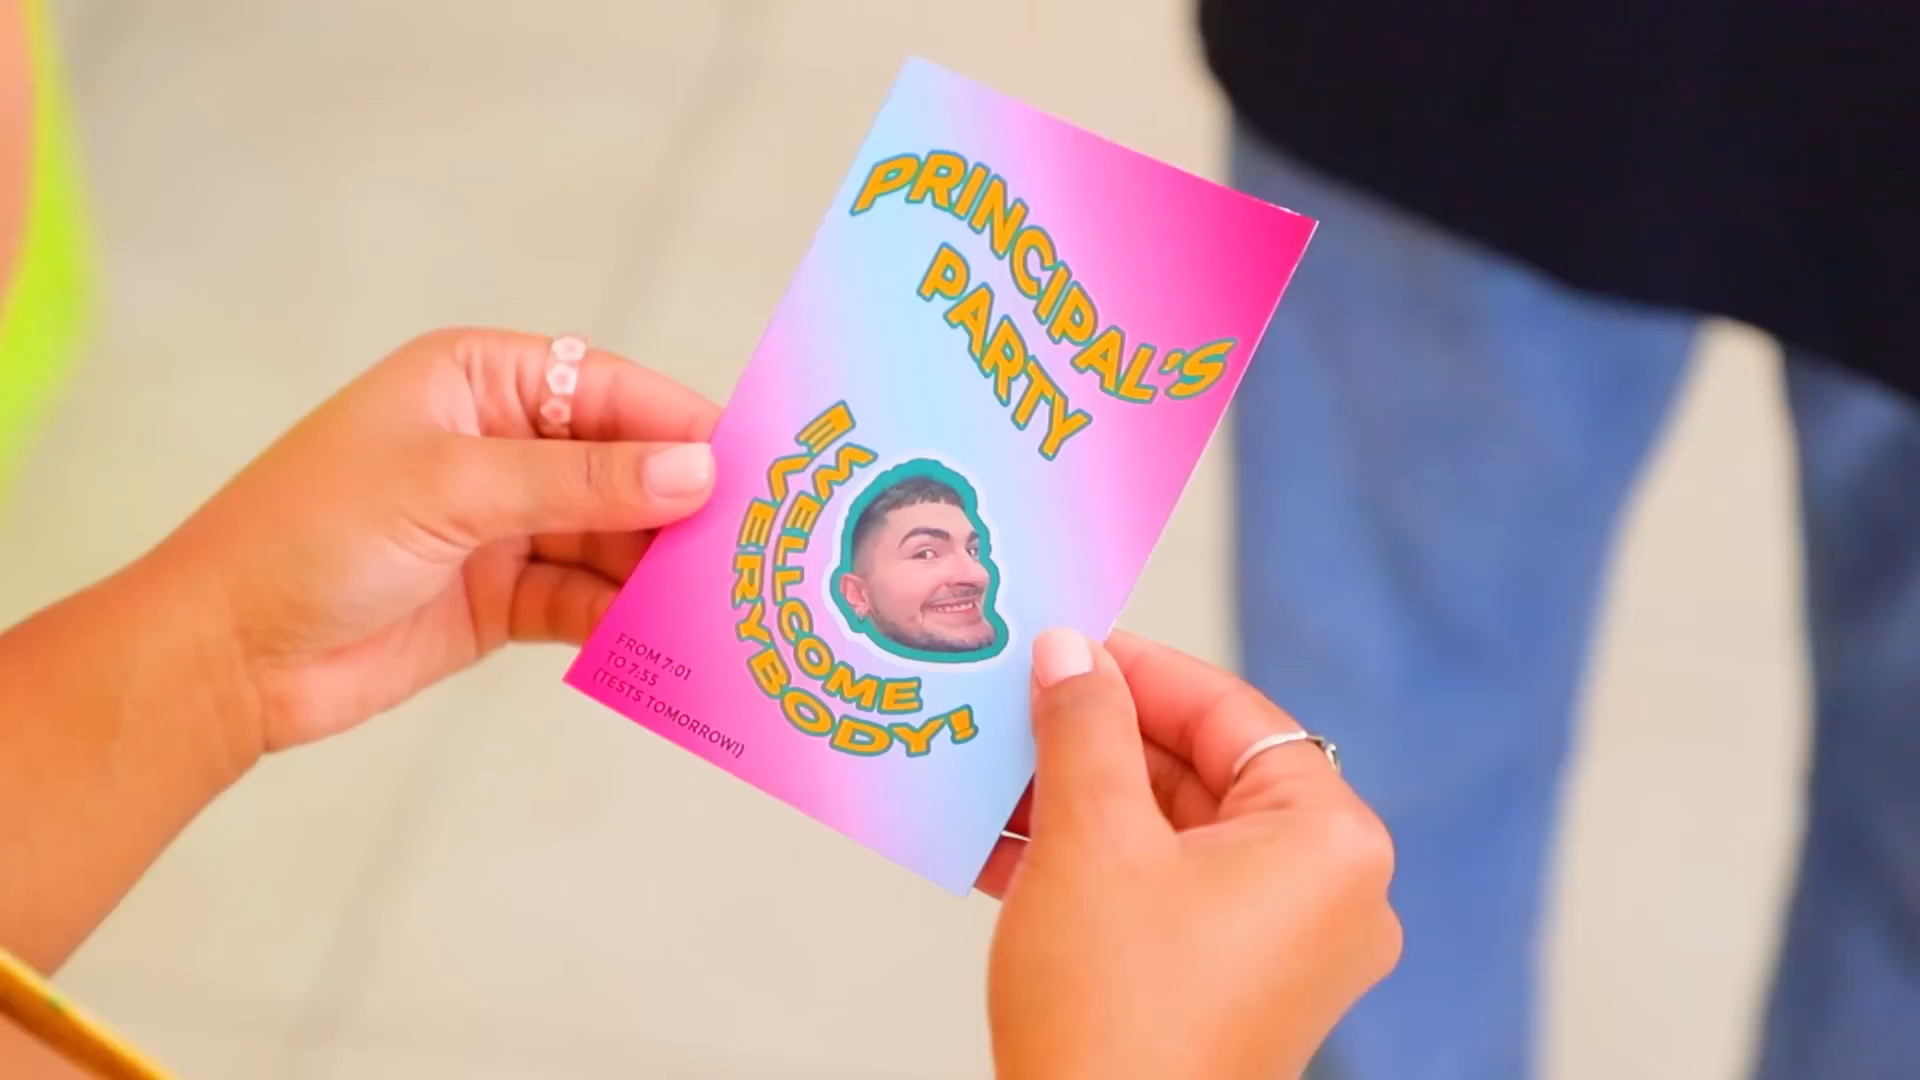 PRINCIPAL'S
PARTY
WELLCOME
EVERYBODY!
FROM 7:01
TO 7:55
(TESTS TOMORROW!)